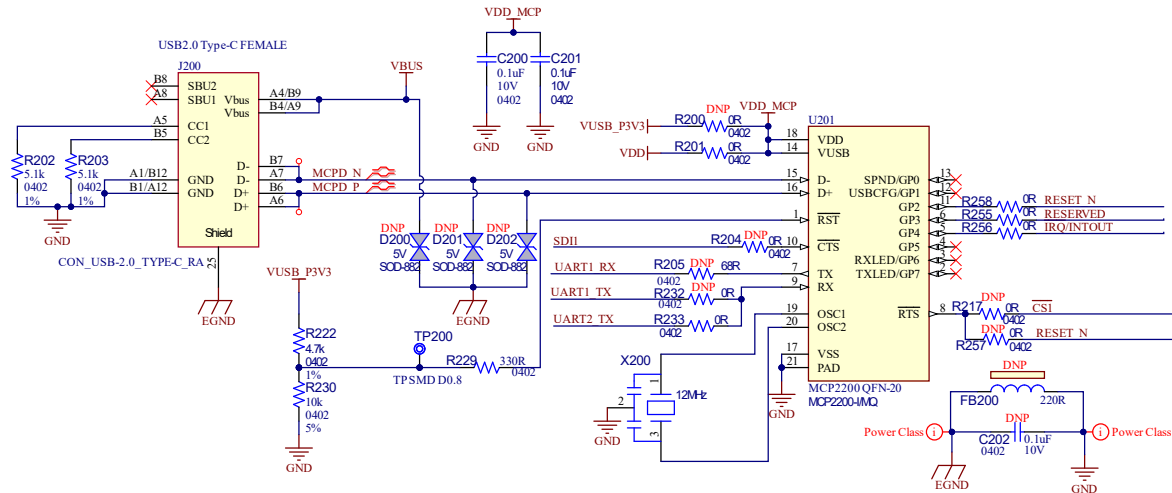 VDD_MCP
C200
0.1uF
10V
0402
C201
0.1uF
10V
0402
GND
GND
USB2.0 Type-C FEMALE
J200
B8
SBU2
A8
SBU1
A4/B9
Vbus
B4/A9
Vbus
A5
CC1
B5
CC2
B7
D-
A7
D-
B6
D+
A6
D+
A1/B12
GND
B1/A12
GND
Shield
25
CON_USB-2.0_TYPE-C_RA
EGND
R202
5.1k
0402
1%
R203
5.1k
0402
1%
GND
VBUS
MCPD_N
MCPD_P
DNP
D200
5V
SOD-882
DNP
D201
5V
SOD-882
DNP
D202
5V
SOD-882
GND
VUSB_P3V3
R222
4.7k
0402
1%
R230
10k
0402
5%
GND
TP200
TP SMD D0.8
R229
330R
0402
DNP
VDD_MCP
VUSB_P3V3
R200
0R
0402
VDD
R201
0R
0402
SDI1
R204
DNP
0R
0402
UART1_RX
R205
68R
0402
DNP
UART1_TX
R232
0R
0402
DNP
UART2_TX
R233
0R
0402
X200
1
2
3
12MHz
GND
U201
18
VDD
14
VUSB
15
D-
16
D+
1
RST
10
CTS
7
TX
9
RX
19
OSC1
20
OSC2
17
VSS
21
PAD
SPND/GP0
13
USBCFG/GP1
12
GP2
11
GP3
6
GP4
5
GP5
4
RXLED/GP6
3
TXLED/GP7
2
RTS
8
MCP2200 QFN-20
MCP2200-I/MQ
GND
R258
0R
RESET_N
R255
0R
RESERVED
R256
0R
IRQ/INTOUT
DNP
R217
0R
0402
CS1
DNP
R257
0R
0402
RESET_N
DNP
FB200
220R
DNP
C202
0402
0.1uF
10V
Power Class
i
i
Power Class
EGND
GND